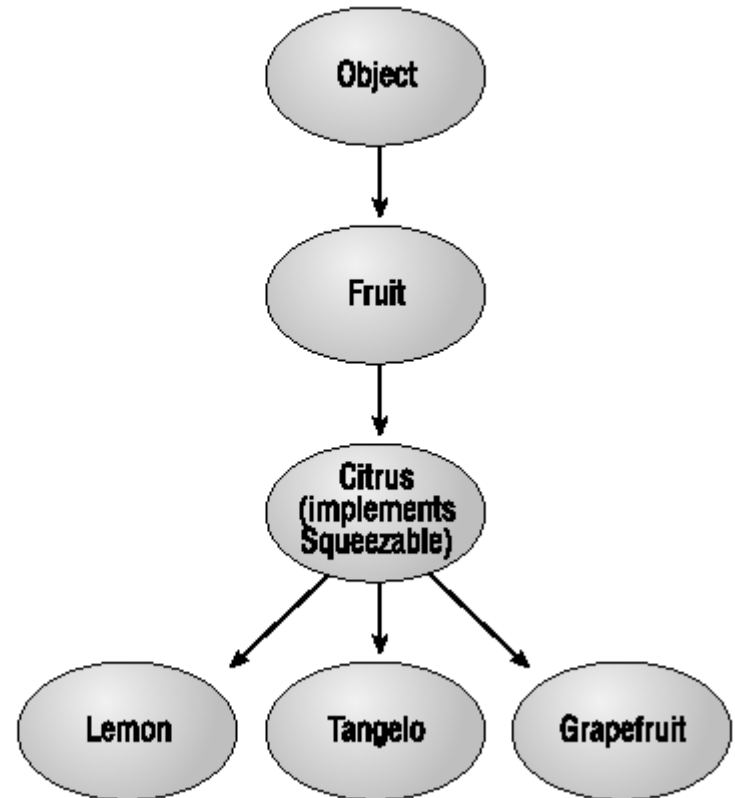 Object
Fruit
Citrus
(implements
Squeezable)
Lemon
Tangelo
Grapefruit